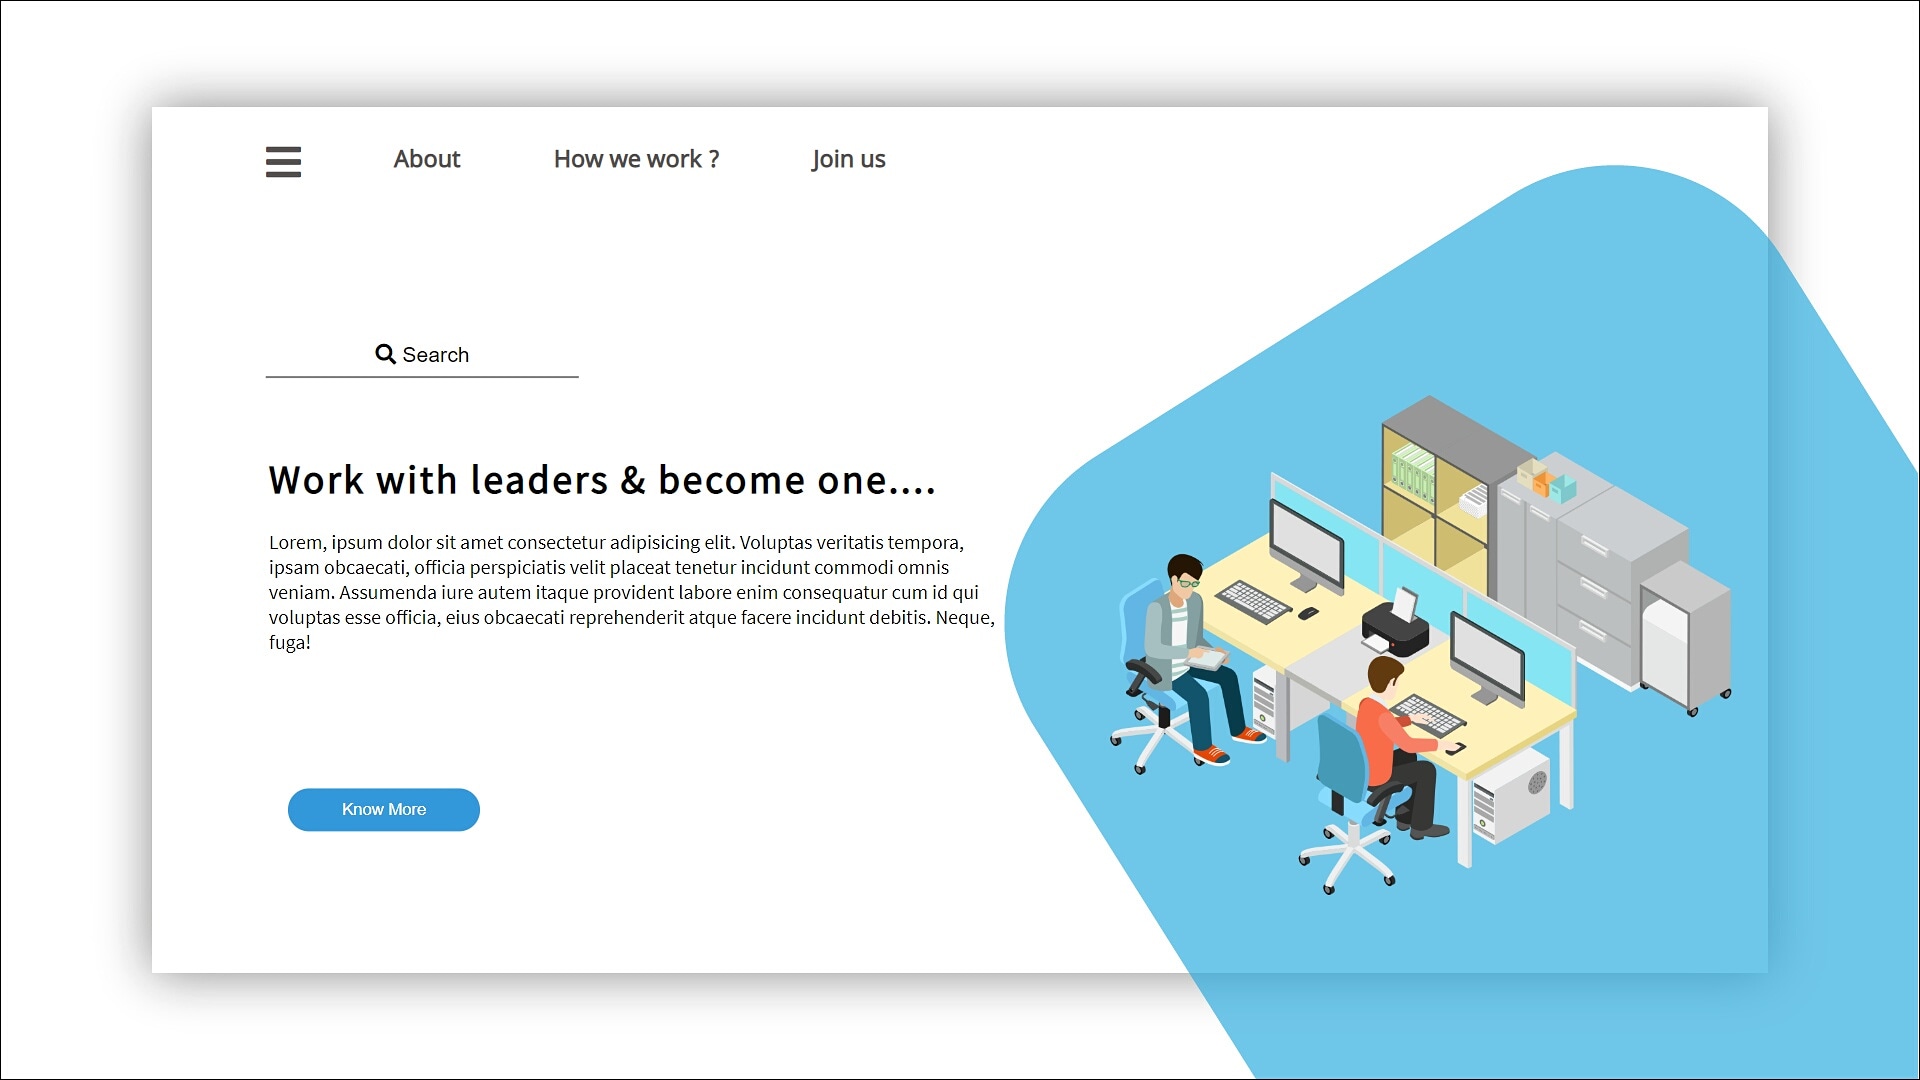 About
How we work ?
Join us
Search
Work with leaders & become one....
Lorem, ipsum dolor sit amet consectetur adipisicing elit. Voluptas veritatis tempora,
ipsam obcaecati, officia perspiciatis velit placeat tenetur incidunt commodi omnis
veniam. Assumenda iure autem itaque provident labore enim consequatur cum id qui
voluptas esse officia, eius obcaecati reprehenderit atque facere incidunt debitis. Neque,
fuga!
Know More